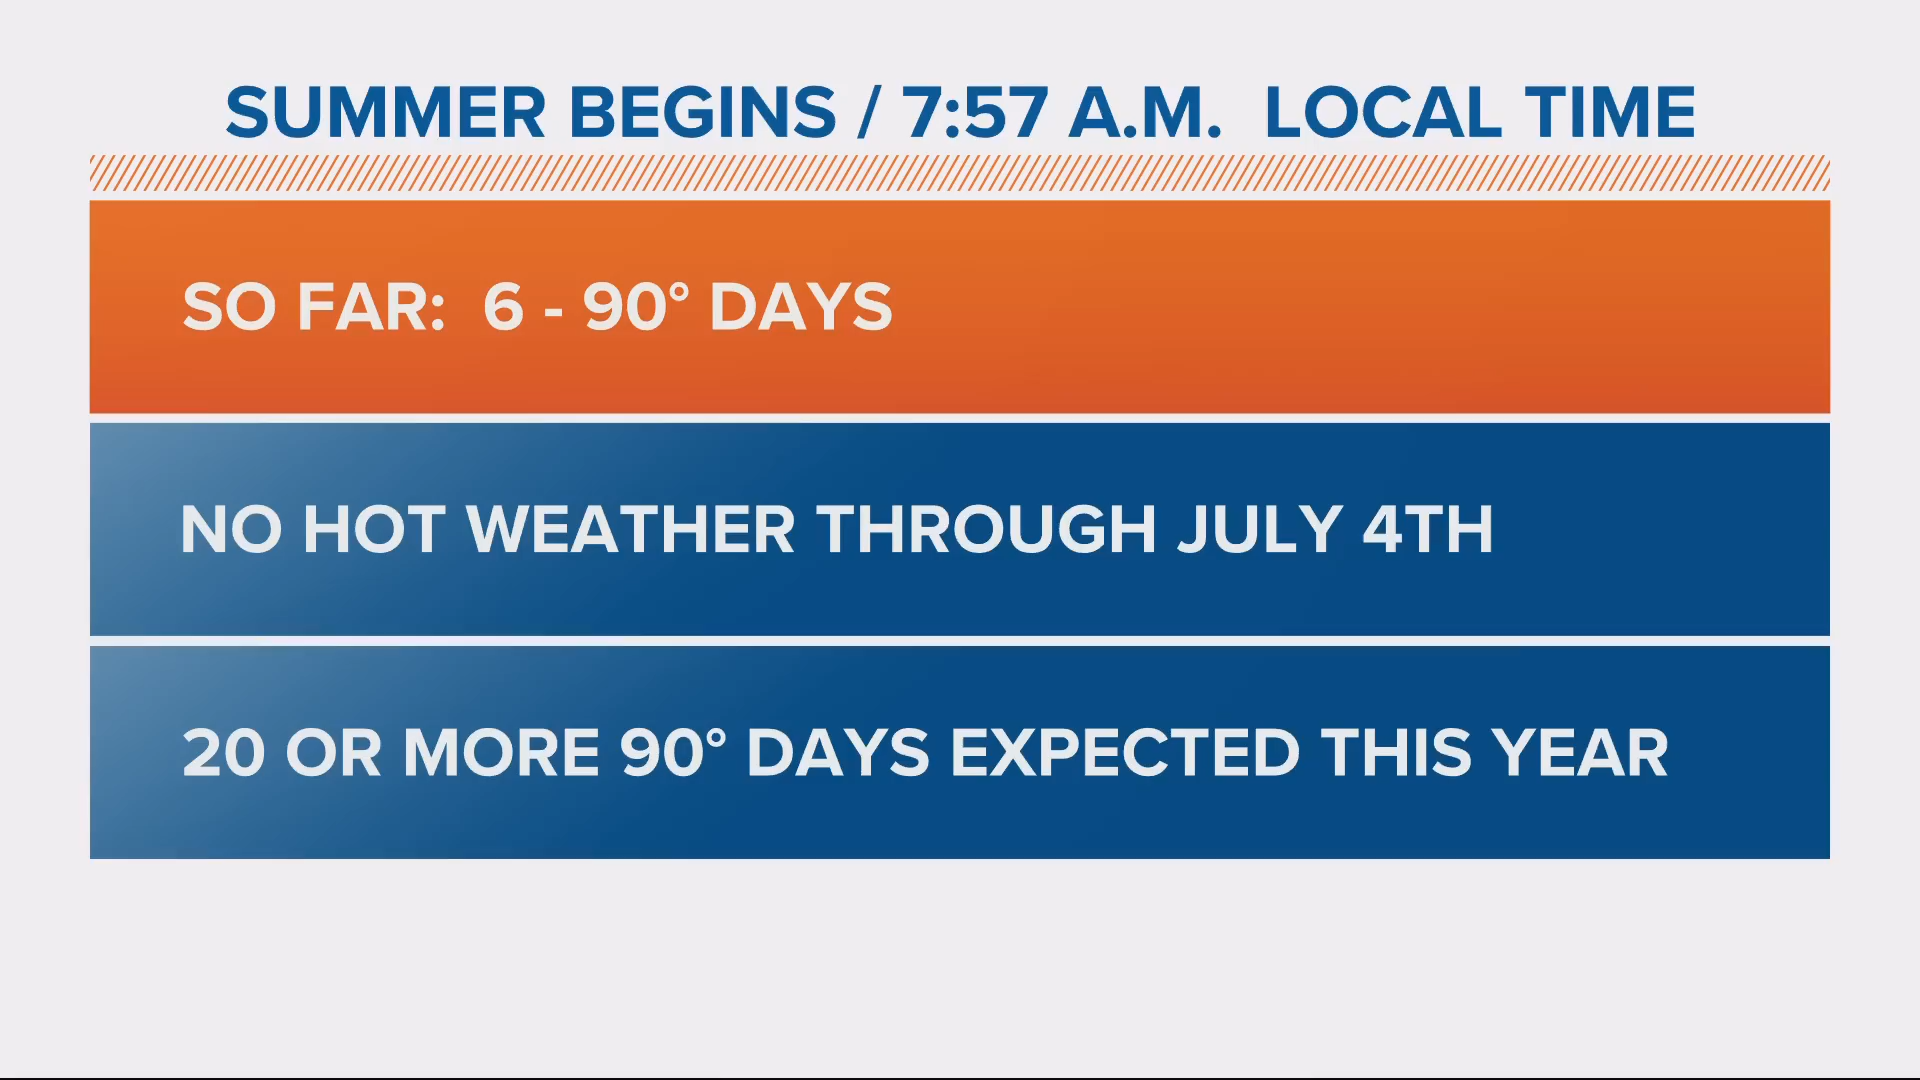 SUMMER BEGINS / 7:57 A.M. LOCAL TIME
SO FAR: 6 - 90° DAYS
NO HOT WEATHER THROUGH JULY 4TH
20 OR MORE 90° DAYS EXPECTED THIS YEAR